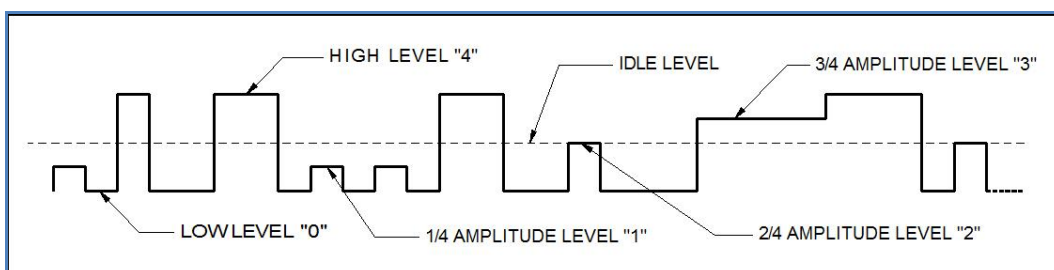 HIGH LEVEL "4"
IDLE LEVEL
3/4 AMPLITUDE LEVEL "3"
LOW LEVEL "0"
1/4 AMPLITUDE LEVEL "1"
2/4 AMPLITUDE LEVEL "2"